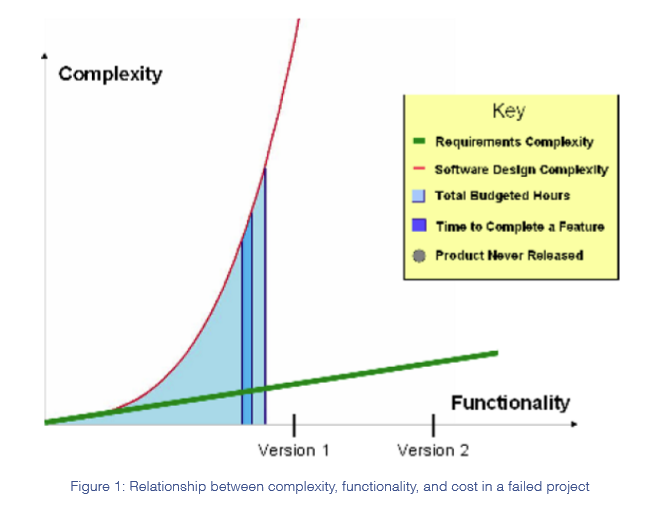 Complexity
Key
Requirements Complexity
Software Design Complexity
Total Budgeted Hours
Time to Complete a Feature
Product Never Released
Functionality
Version 1
Version 2
Figure 1: Relationship between complexity, functionality, and cost in a failed project